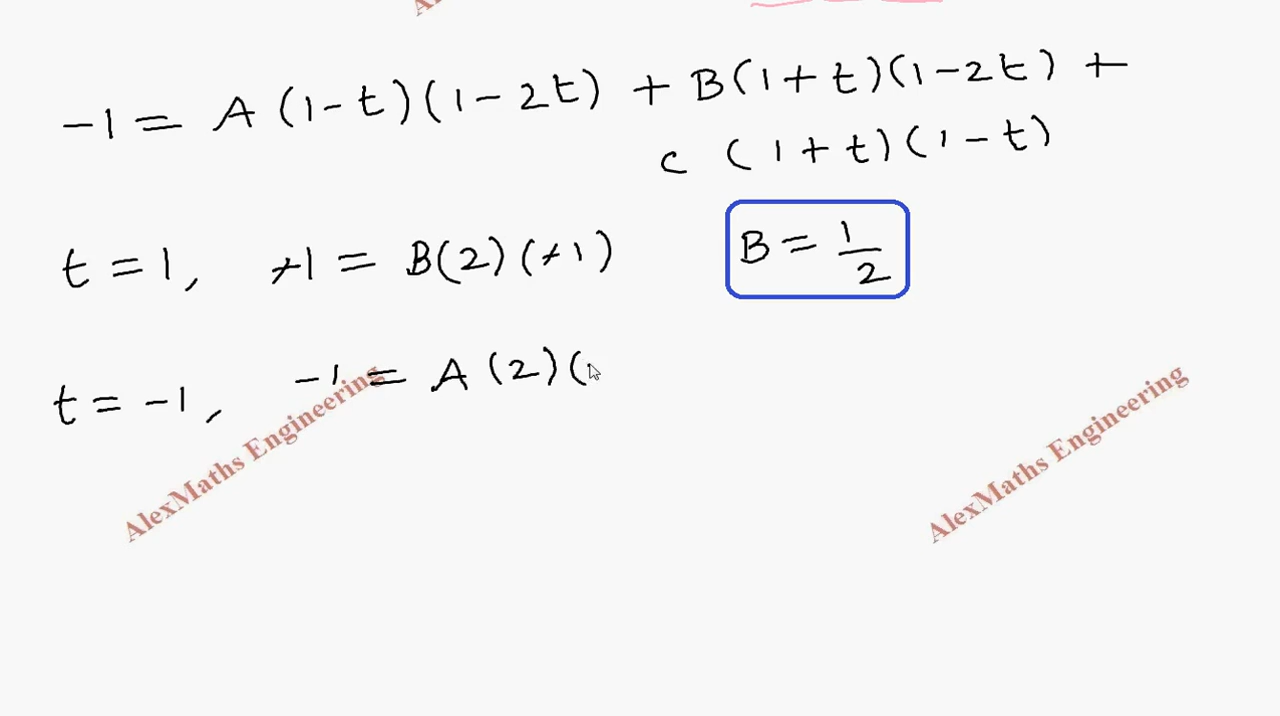 -1 = A (1-t)(1-2t) + B(1+t)(1-2t) +
c (1+t)(1-t)
t = 1, -1 = B(2)(-1) B = 1/2
t = -1, -1 = A (2)(
AlexMaths Engineering
AlexMaths Engineering